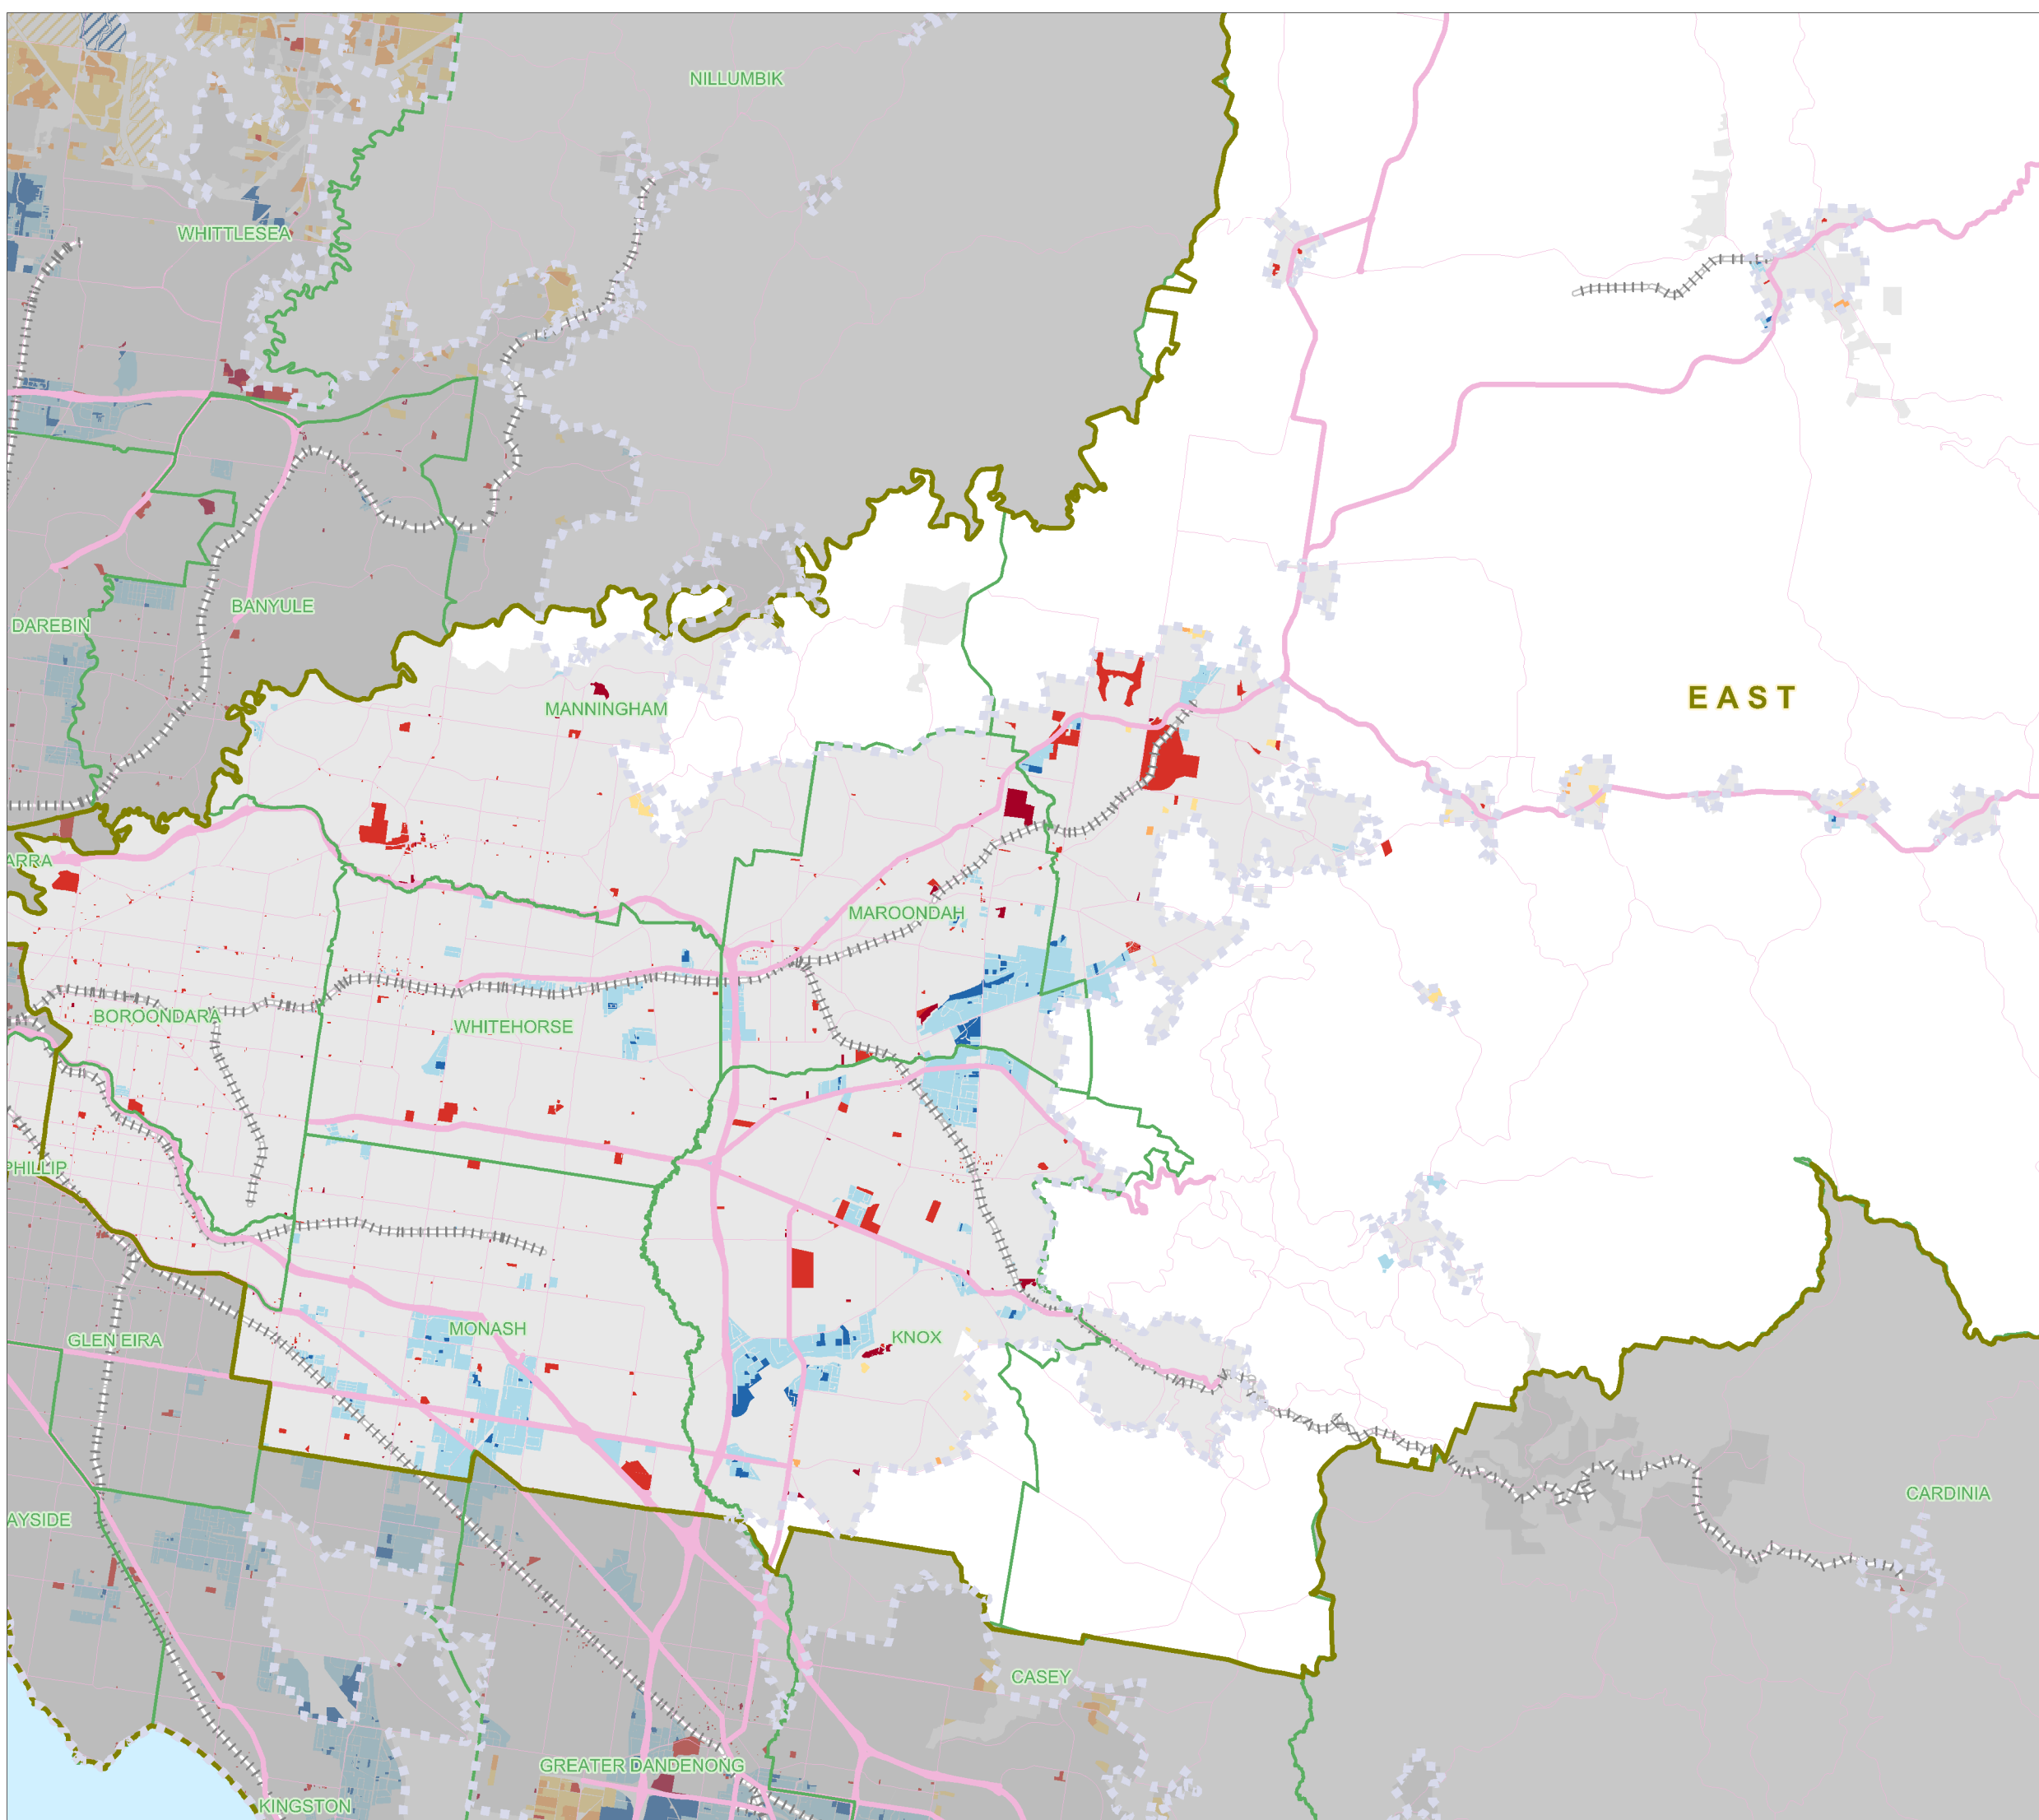 NILLUMBIK
WHITTLESEA
BANYULE
DAREBIN
EAST
MANNINGHAM
ARRA
MAROONDAH
BOROONDARA
WHITEHORSE
PHILLIP
MONASH
GLEN EIRA
KNOX
CARDINIA
AYSIDE
CASEY
GREATER DANDENONG
KINGSTON